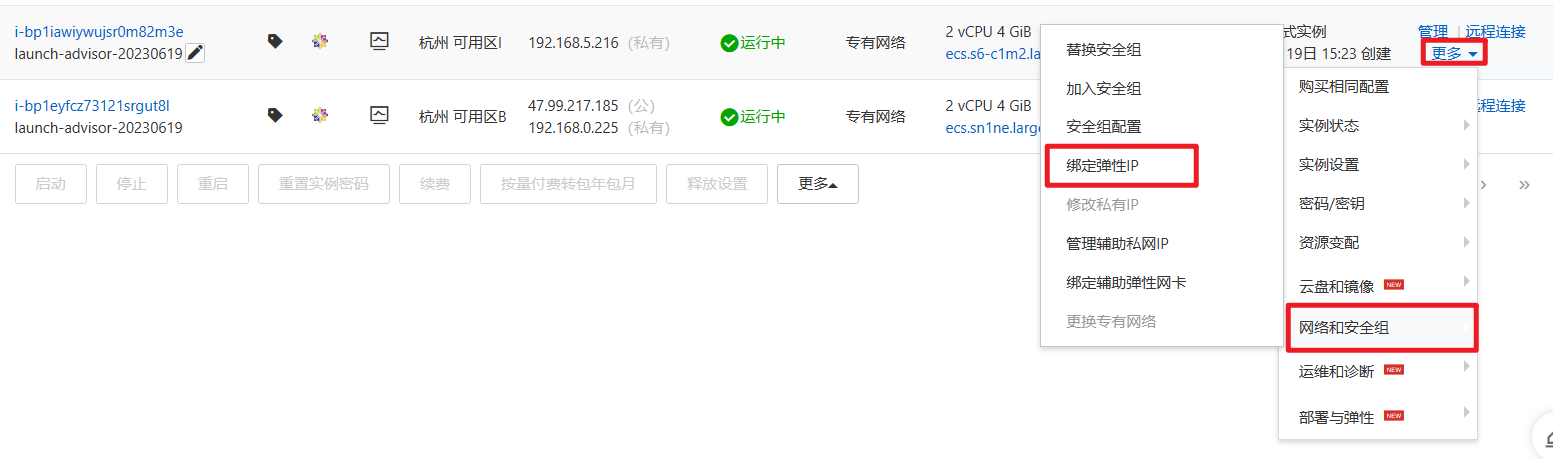 i-bp1iawiywujsr0m82m3e
launch-advisor-20230619
杭州 可用区I
192.168.5.216 (私有)
运行中
专有网络
2 vCPU 4 GiB
ecs.s6-c1m2.la
式实例
19日 15:23 创建
管理 | 远程连接
更多
i-bp1eyfcz73121srgut8l
launch-advisor-20230619
杭州 可用区B
47.99.217.185 (公)
192.168.0.225 (私有)
运行中
专有网络
2 vCPU 4 GiB
ecs.sn1ne.large
远程连接
启动
停止
重启
重置实例密码
续费
按量付费转包年包月
释放设置
更多
替换安全组
加入安全组
安全组配置
绑定弹性IP
修改私有IP
管理辅助私网IP
绑定辅助弹性网卡
更换专有网络
购买相同配置
实例状态
实例设置
密码/密钥
资源变配
云盘和镜像 NEW
网络和安全组
运维和诊断 NEW
部署与弹性 NEW